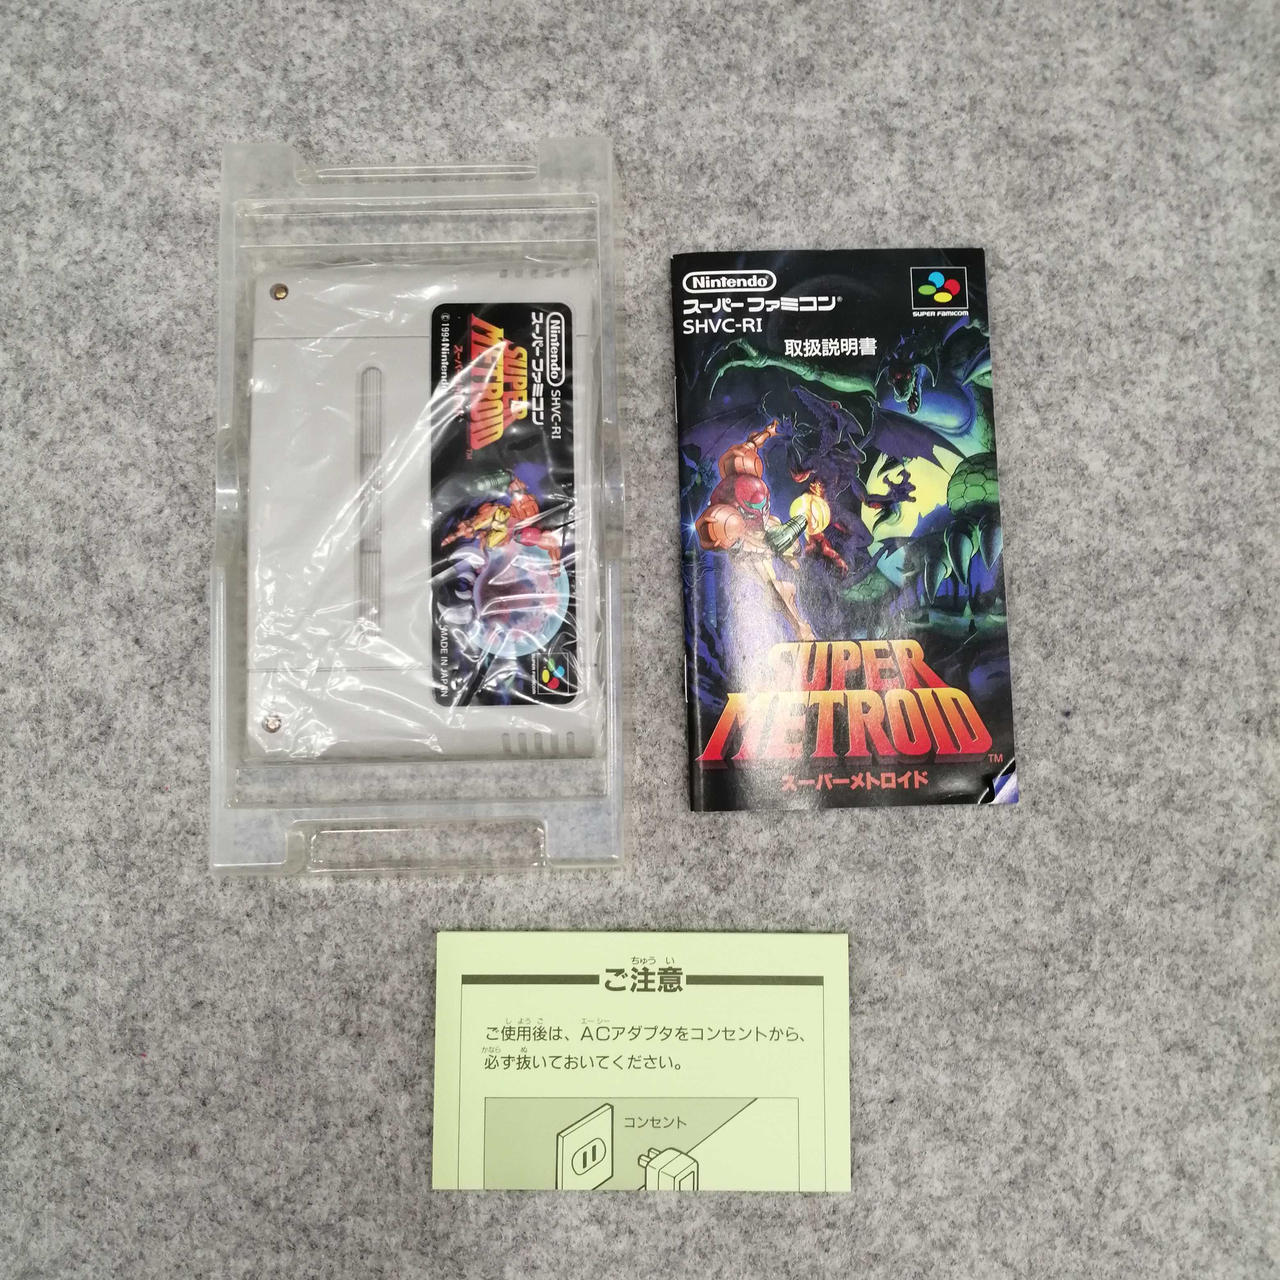 Nintendo
スーパーファミコン
SHVC-RI
SUPER
METROID
TM
© 1994 Nintendo
MADE IN JAPAN
SUPER FAMICOM
Nintendo
スーパーファミコン®
SHVC-RI
SUPER FAMICOM
取扱説明書
SUPER
METROID
TM
スーパーメトロイド
ちゅう い
ご注意
し よう ご エーシー
ご使用後は、ACアダプタをコンセントから、
かなら ぬ
必ず抜いておいてください。
コンセント